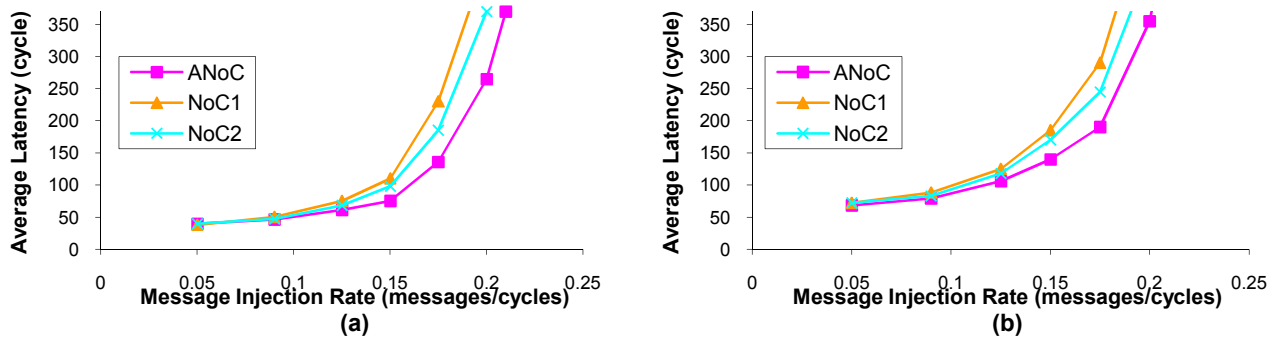 Average Latency (cycle)
350
300
250
200
150
100
50
0
ANoC
NoC1
NoC2
0
0.05
0.1
0.15
0.2
0.25
Message Injection Rate (messages/cycles)
(a)
Average Latency (cycle)
350
300
250
200
150
100
50
0
ANoC
NoC1
NoC2
0
0.05
0.1
0.15
0.2
0.25
Message Injection Rate (messages/cycles)
(b)